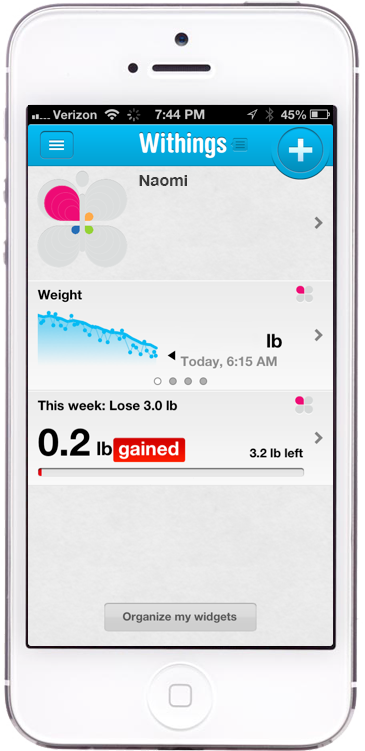 Verizon 7:44 PM 45%
Withings
Naomi
Weight
lb
Today, 6:15 AM
This week: Lose 3.0 lb
0.2 lb gained
3.2 lb left
Organize my widgets